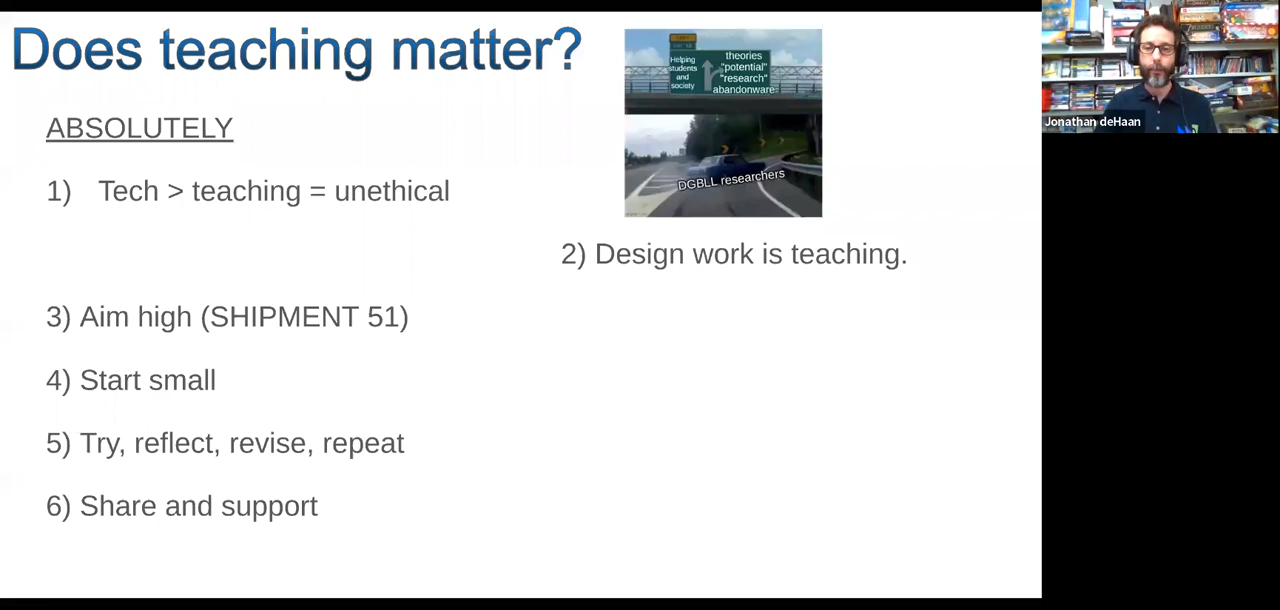 Does teaching matter?
ABSOLUTELY
1) Tech > teaching = unethical
Helping
students
and
society
theories
"potential"
"research"
abandonware
DGBLL researchers
2) Design work is teaching.
3) Aim high (SHIPMENT 51)
4) Start small
5) Try, reflect, revise, repeat
6) Share and support
Jonathan deHaan